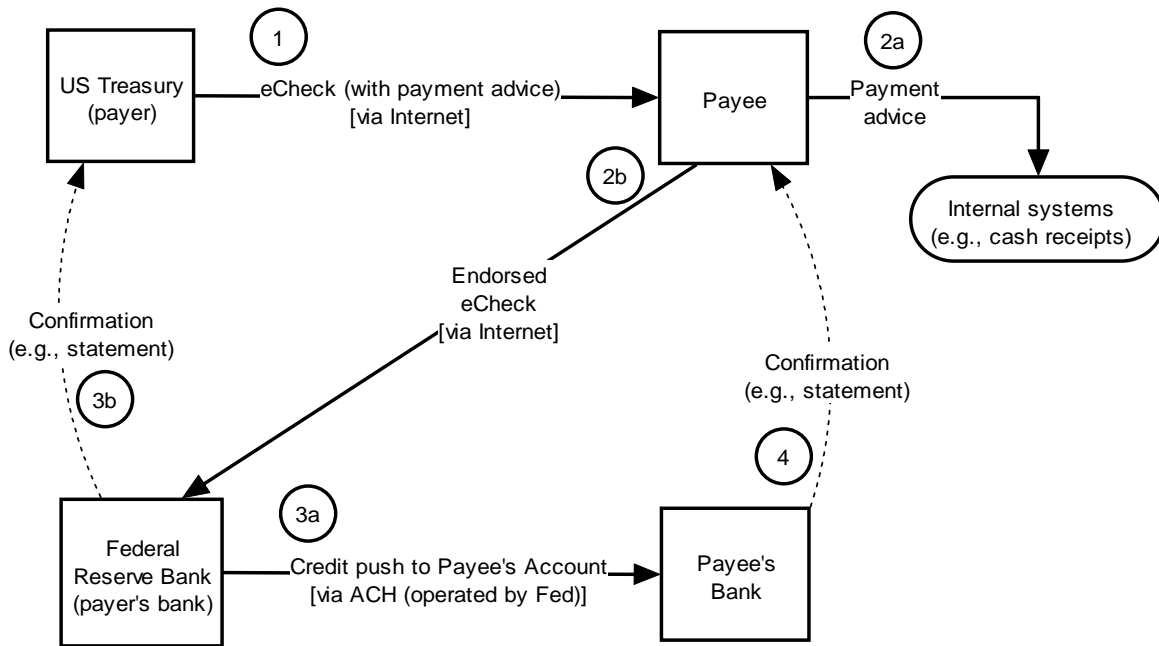 1
2a
US Treasury
(payer)
eCheck (with payment advice)
[via Internet]
Payee
Payment
advice
2b
Internal systems
(e.g., cash receipts)
Endorsed
eCheck
[via Internet]
Confirmation
(e.g., statement)
3b
Confirmation
(e.g., statement)
4
3a
Federal
Reserve Bank
(payer's bank)
Credit push to Payee's Account
[via ACH (operated by Fed)]
Payee's
Bank